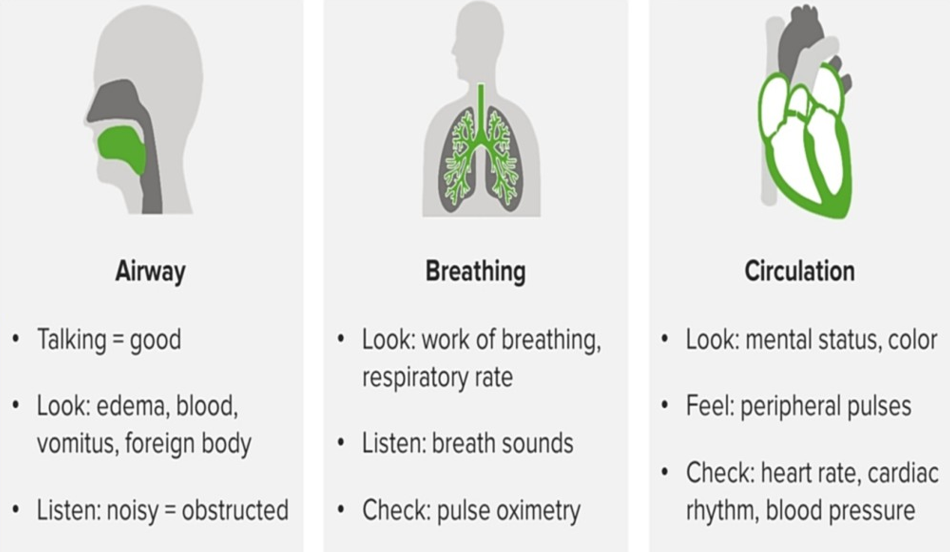 Airway
• Talking = good
• Look: edema, blood,
vomitus, foreign body
• Listen: noisy = obstructed
Breathing
• Look: work of breathing,
respiratory rate
• Listen: breath sounds
• Check: pulse oximetry
Circulation
• Look: mental status, color
• Feel: peripheral pulses
• Check: heart rate, cardiac
rhythm, blood pressure